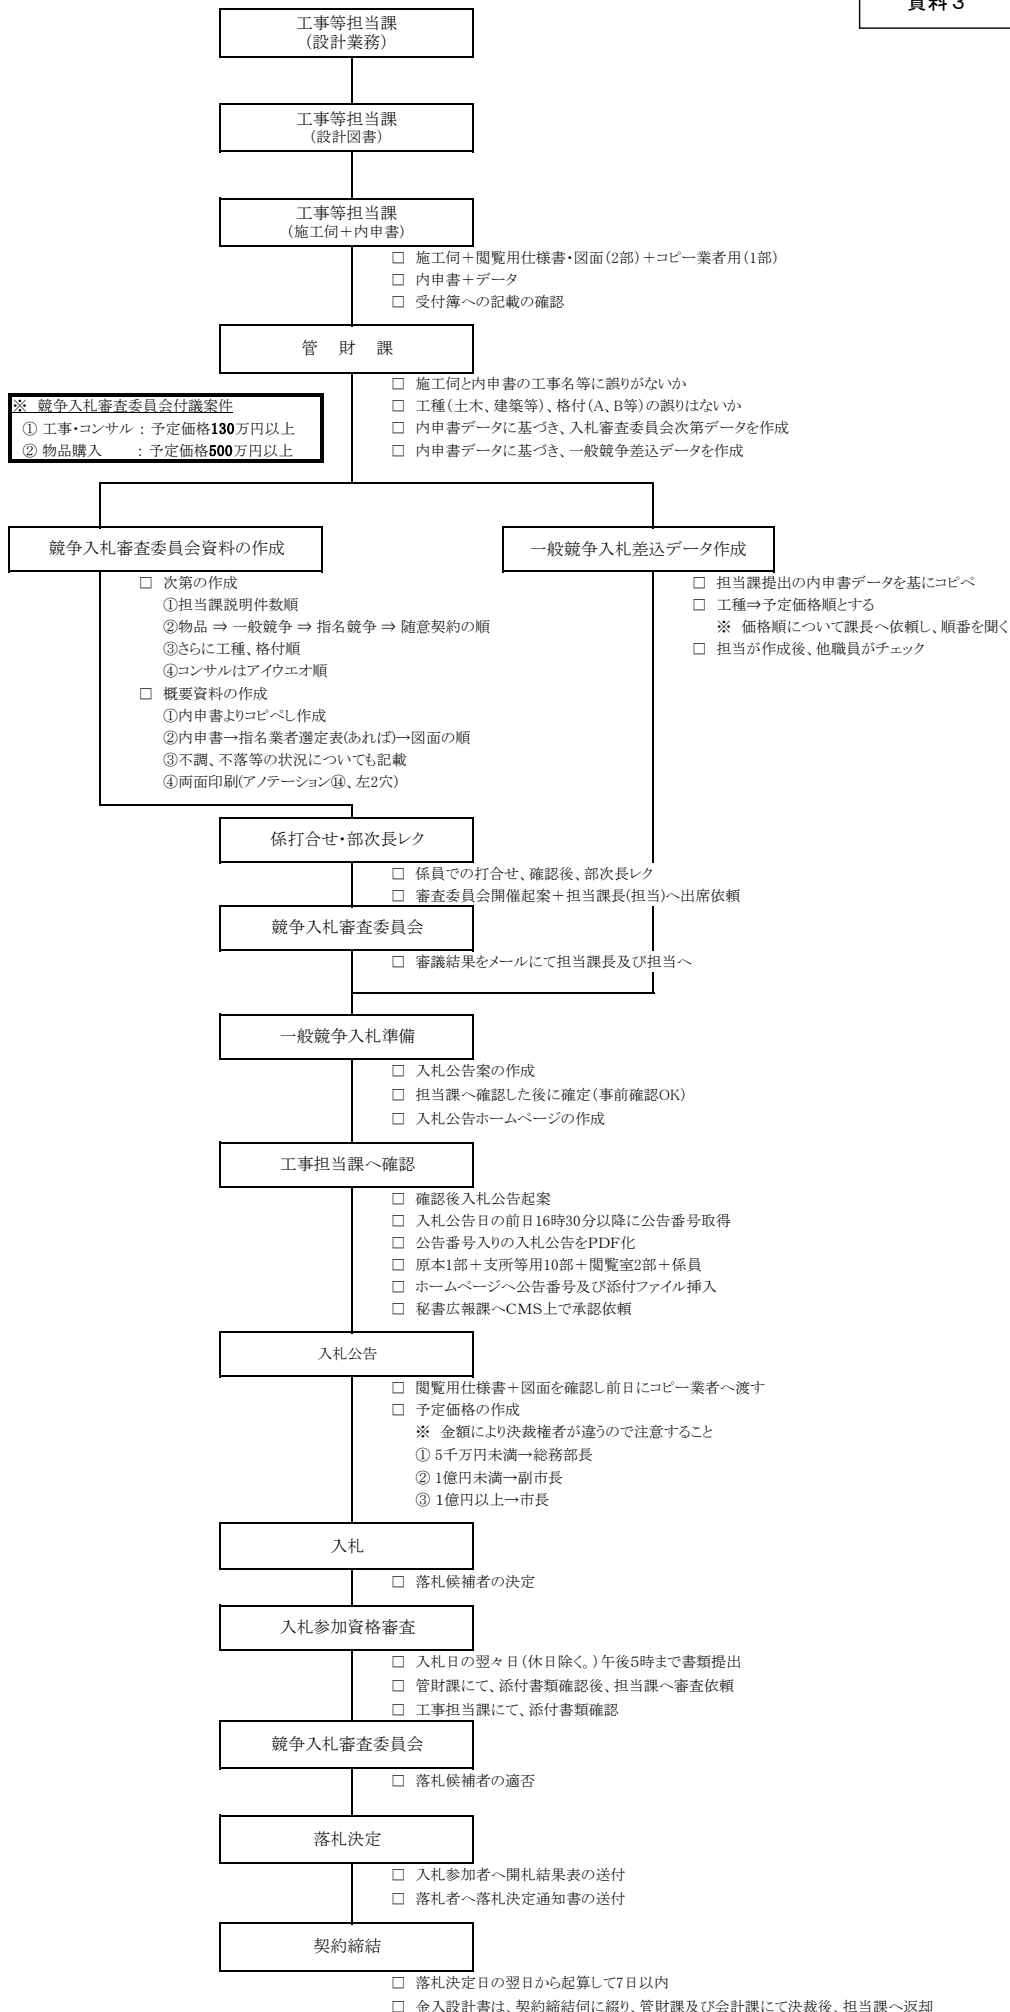 資料３
工事等担当課
(設計業務)
工事等担当課
(設計図書)
工事等担当課
(施工伺＋内申書)
□ 施工伺＋閲覧用仕様書・図面(2部)＋コピー業者用(1部)
□ 内申書＋データ
□ 受付簿への記載の確認
管 財 課
□ 施工伺と内申書の工事名等に誤りがないか
□ 工種(土木、建築等)、格付(A、B等)の誤りはないか
□ 内申書データに基づき、入札審査委員会次第データを作成
□ 内申書データに基づき、一般競争差込データを作成
※ 競争入札審査委員会付議案件
① 工事・コンサル : 予定価格130万円以上
② 物品購入 : 予定価格500万円以上
競争入札審査委員会資料の作成
□ 次第の作成
①担当課説明件数順
②物品 ⇒ 一般競争 ⇒ 指名競争 ⇒ 随意契約の順
③さらに工種、格付順
④コンサルはアイウエオ順
□ 概要資料の作成
①内申書よりコピペし作成
②内申書→指名業者選定表(あれば)→図面の順
③不調、不落等の状況についても記載
④両面印刷(アノテーション⑭、左2穴)
一般競争入札差込データ作成
□ 担当課提出の内申書データを基にコピペ
□ 工種⇒予定価格順とする
※ 価格順について課長へ依頼し、順番を聞く
□ 担当が作成後、他職員がチェック
係打合せ・部次長レク
□ 係員での打合せ、確認後、部次長レク
□ 審査委員会開催起案＋担当課長(担当)へ出席依頼
競争入札審査委員会
□ 審議結果をメールにて担当課長及び担当へ
一般競争入札準備
□ 入札公告案の作成
□ 担当課へ確認した後に確定(事前確認OK)
□ 入札公告ホームページの作成
工事担当課へ確認
□ 確認後入札公告起案
□ 入札公告日の前日16時30分以降に公告番号取得
□ 公告番号入りの入札公告をPDF化
□ 原本1部＋支所等用10部＋閲覧室2部＋係員
□ ホームページへ公告番号及び添付ファイル挿入
□ 秘書広報課へCMS上で承認依頼
入札公告
□ 閲覧用仕様書＋図面を確認し前日にコピー業者へ渡す
□ 予定価格の作成
※ 金額により決裁権者が違うので注意すること
① 5千万円未満→総務部長
② 1億円未満→副市長
③ 1億円以上→市長
入札
□ 落札候補者の決定
入札参加資格審査
□ 入札日の翌々日(休日除く。)午後5時まで書類提出
□ 管財課にて、添付書類確認後、担当課へ審査依頼
□ 工事担当課にて、添付書類確認
競争入札審査委員会
□ 落札候補者の適否
落札決定
□ 入札参加者へ開札結果表の送付
□ 落札者へ落札決定通知書の送付
契約締結
□ 落札決定日の翌日から起算して7日以内
□ 金入設計書は、契約締結伺に綴り、管財課及び会計課にて決裁後、担当課へ返却